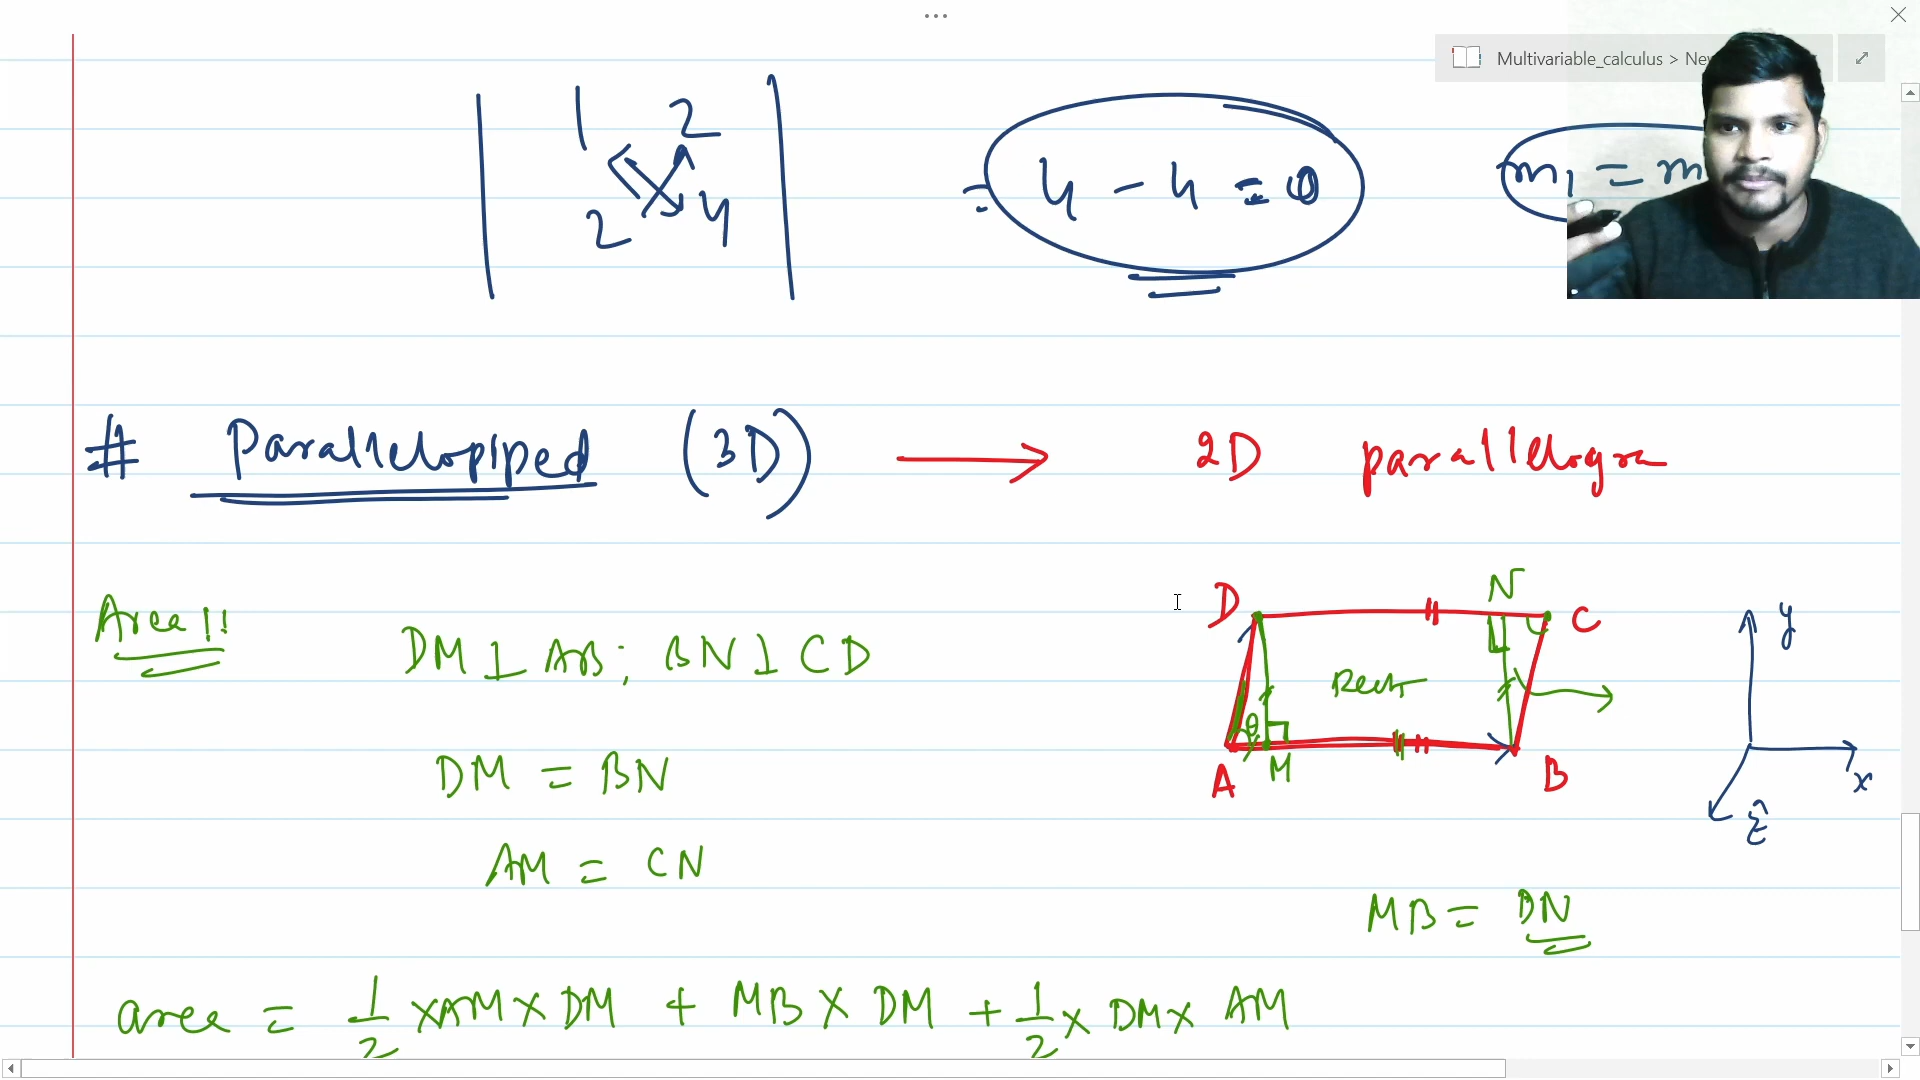 ...
Multivariable_calculus > Ne
| 1 2 |
| 2 4 | = 4 - 4 = 0 m₁ = m
# Parallelopiped (3D) → 2D parallelogra
Area!!
DM ⊥ AB; BN ⊥ CD
DM = BN
AM = CN
D N C
Rect
θ
A M B
y
x
ẑ
MB = DN
area = 1/2 × AM × DM + MB × DM + 1/2 × DM × AM